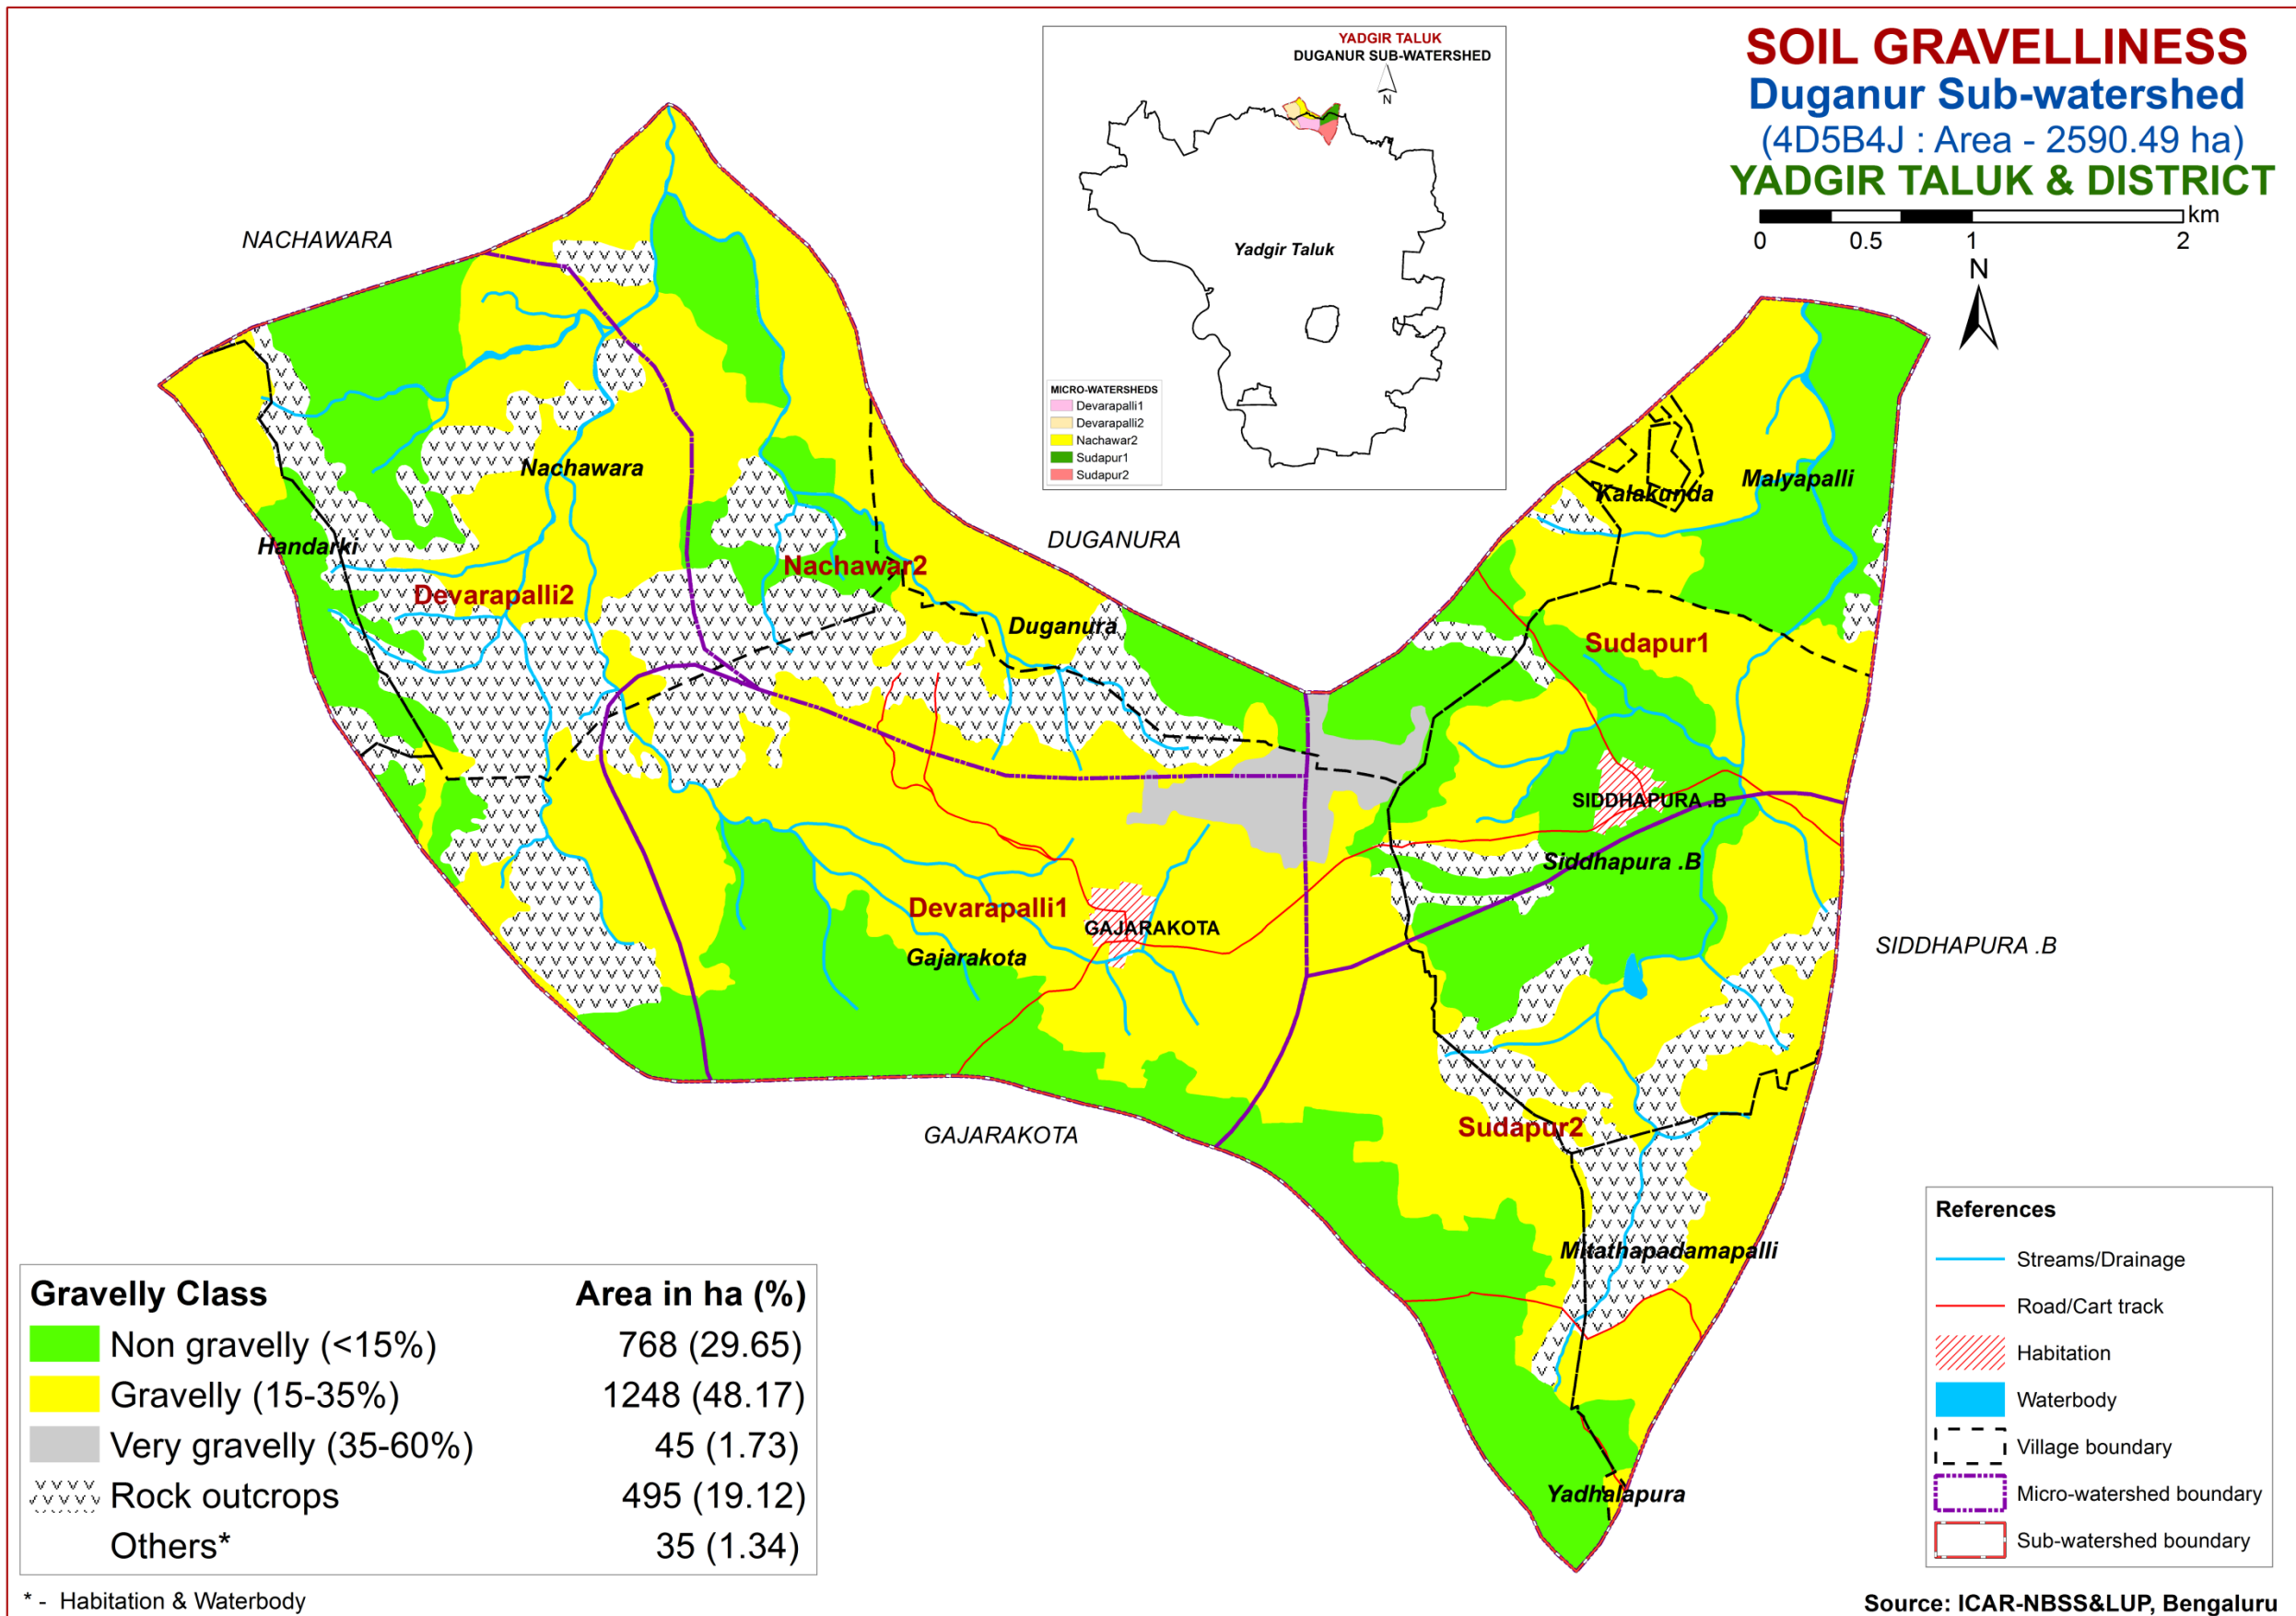 SOIL GRAVELLINESS
Duganur Sub-watershed
(4D5B4J : Area - 2590.49 ha)
YADGIR TALUK & DISTRICT
km
0 0.5 1 2
N
YADGIR TALUK
DUGANUR SUB-WATERSHED
N
Yadgir Taluk
MICRO-WATERSHEDS
Devarapalli1
Devarapalli2
Nachawar2
Sudapur1
Sudapur2
NACHAWARA
Nachawara
Handarki
Devarapalli2
Nachawar2
DUGANURA
Duganura
Kalakunda
Malyapalli
Sudapur1
SIDDHAPURA .B
Siddhapura .B
Devarapalli1
GAJARAKOTA
Gajarakota
SIDDHAPURA .B
GAJARAKOTA
Sudapur2
Mitathapadamapalli
Yadhalapura
Gravelly Class Area in ha (%)
Non gravelly (<15%) 768 (29.65)
Gravelly (15-35%) 1248 (48.17)
Very gravelly (35-60%) 45 (1.73)
Rock outcrops 495 (19.12)
Others* 35 (1.34)
* - Habitation & Waterbody
References
Streams/Drainage
Road/Cart track
Habitation
Waterbody
Village boundary
Micro-watershed boundary
Sub-watershed boundary
Source: ICAR-NBSS&LUP, Bengaluru